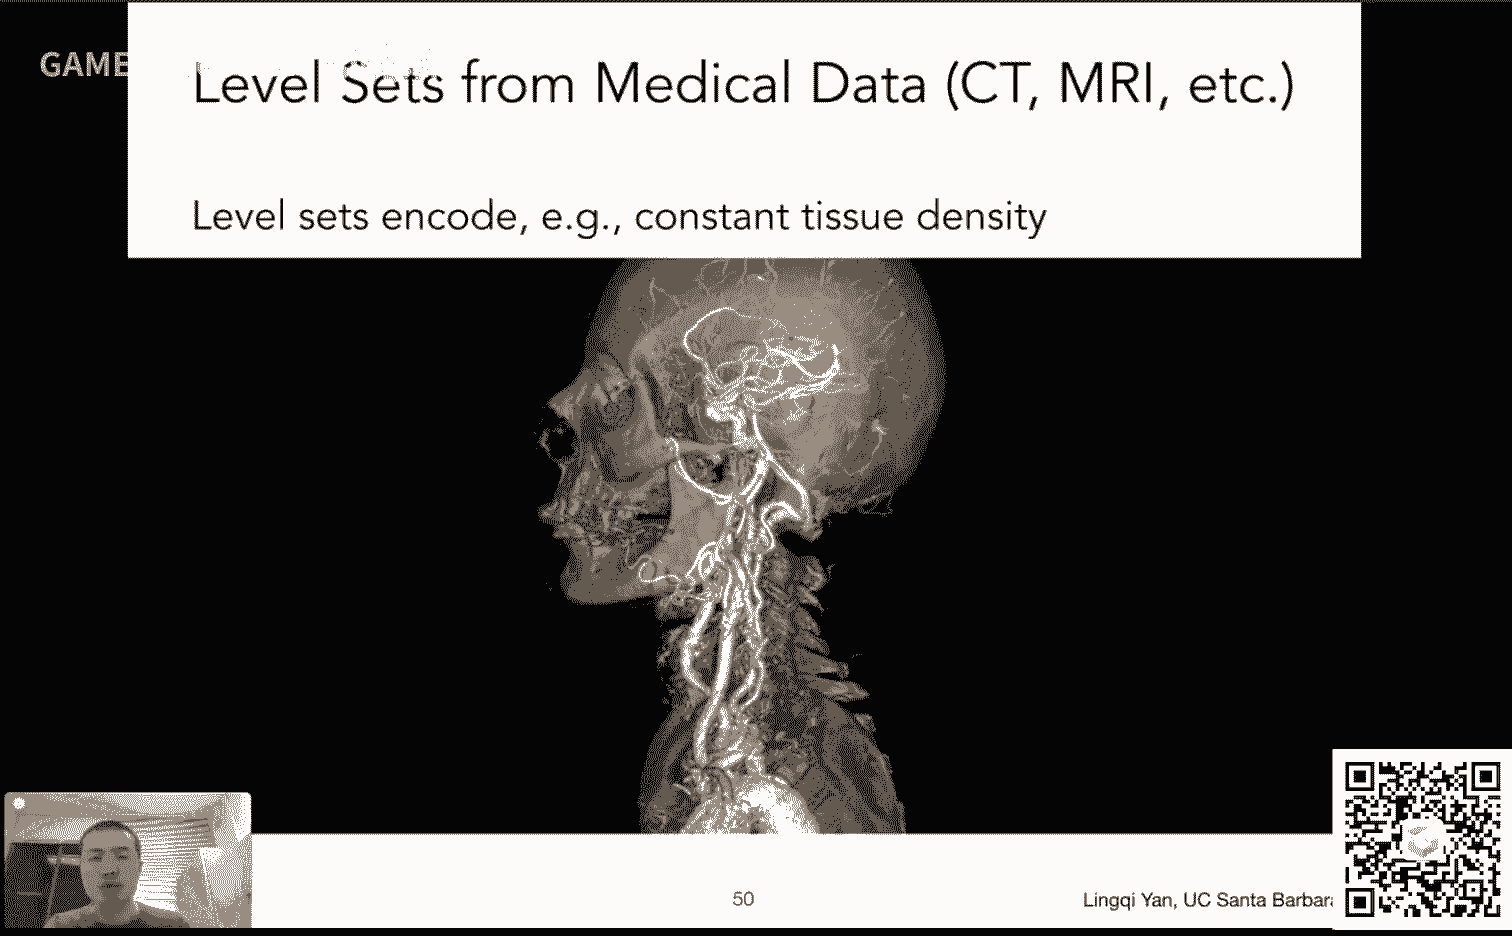 GAME
Level Sets from Medical Data (CT, MRI, etc.)
Level sets encode, e.g., constant tissue density
50
Lingqi Yan, UC Santa Barbara